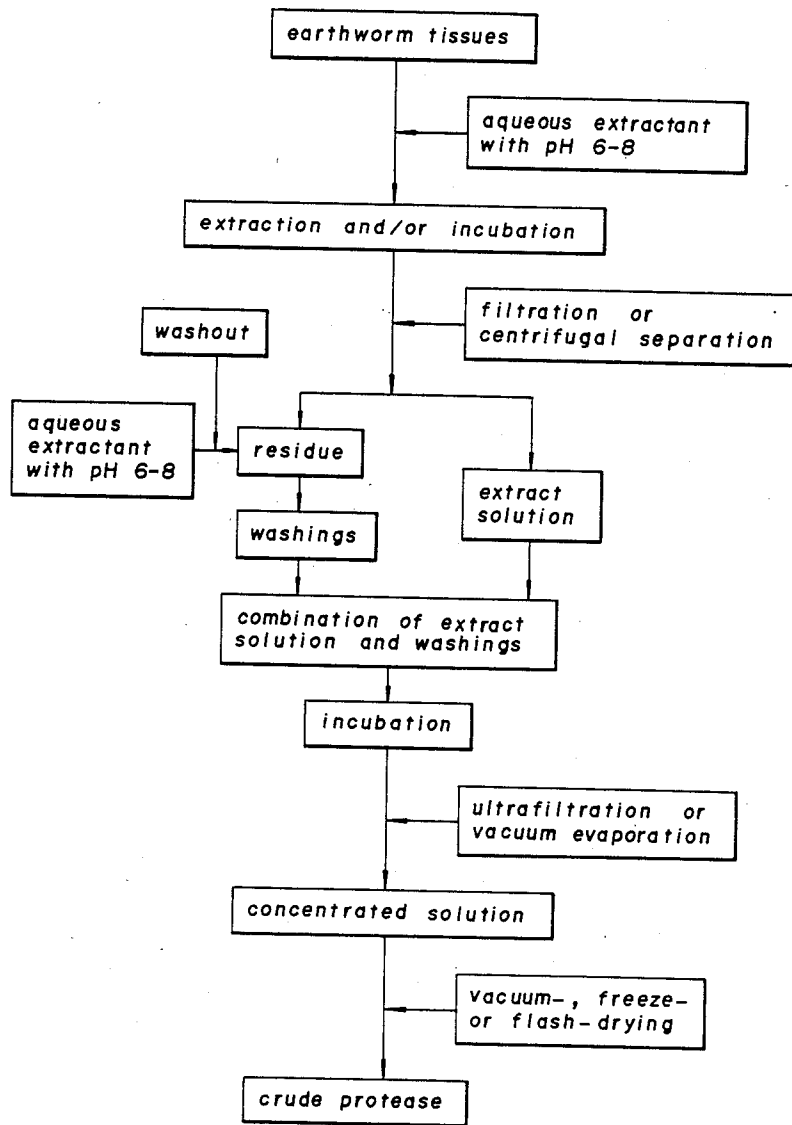 earthworm tissues
aqueous extractant
with pH 6-8
extraction and/or incubation
filtration or
centrifugal separation
washout
aqueous
extractant
with pH 6-8
residue
extract
solution
washings
combination of extract
solution and washings
incubation
ultrafiltration or
vacuum evaporation
concentrated solution
vacuum-, freeze-
or flash-drying
crude protease